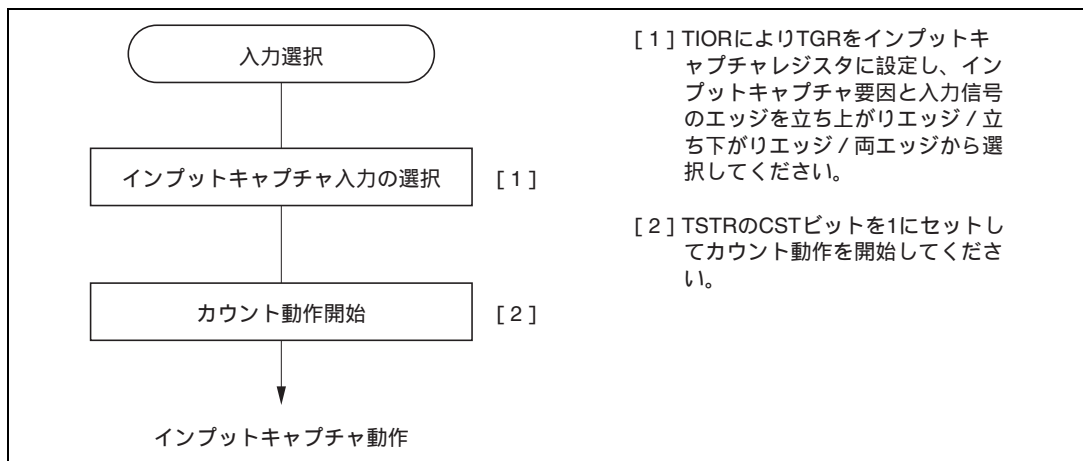 入力選択
インプットキャプチャ入力の選択 [ 1 ]
カウント動作開始 [ 2 ]
インプットキャプチャ動作
[ 1 ] TIORによりTGRをインプットキ
ャプチャレジスタに設定し、イン
プットキャプチャ要因と入力信号
のエッジを立ち上がりエッジ / 立
ち下がりエッジ / 両エッジから選
択してください。
[ 2 ] TSTRのCSTビットを1にセットし
てカウント動作を開始してくださ
い。